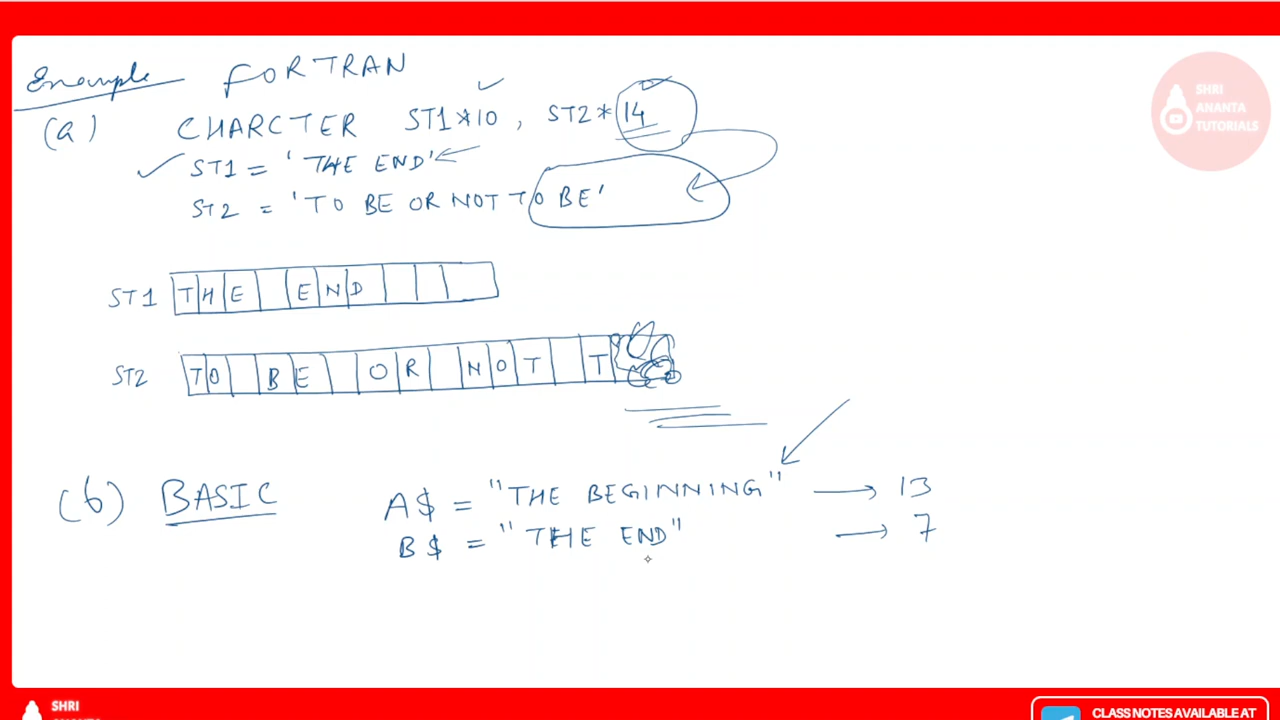 Example FORTRAN
(a) CHARCTER ST1*10, ST2*14
ST1 = 'THE END'
ST2 = 'TO BE OR NOT TO BE'
ST1 THE END
ST2 TO BE OR NOT T
(b) BASIC A$ = "THE BEGINNING" → 13
B$ = "THE END" → 7
SHRI
ANANTA
TUTORIALS
SHRI
CLASS NOTES AVAILABLE AT